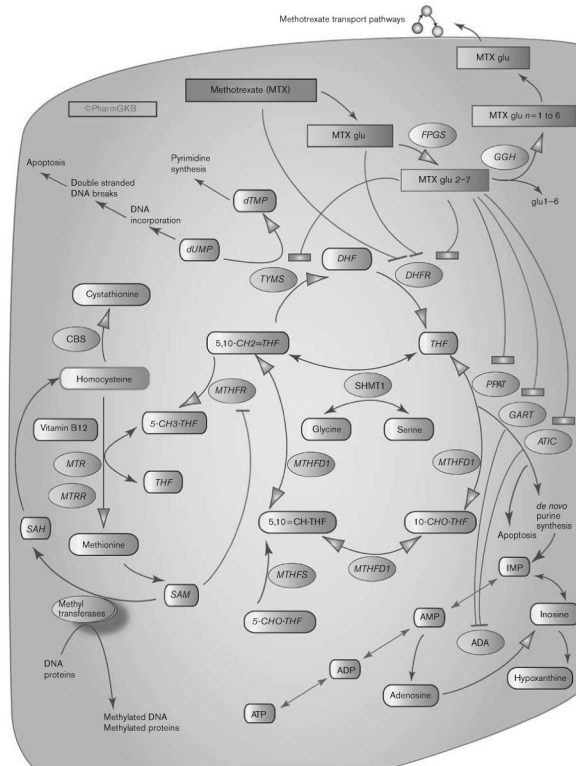 Methotrexate transport pathways
MTX glu
©PharmGKB
Methotrexate (MTX)
MTX glu n=1 to 6
MTX glu
FPGS
GGH
MTX glu 2–7
glu1–6
Pyrimidine
synthesis
Apoptosis
Double stranded
DNA breaks
DNA
incorporation
dTMP
dUMP
TYMS
DHF
DHFR
Cystathionine
CBS
5,10-CH2=THF
THF
Homocysteine
MTHFR
SHMT1
PPAT
GART
ATIC
Vitamin B12
5-CH3-THF
Glycine
Serine
MTR
MTRR
THF
MTHFD1
MTHFD1
SAH
Methionine
5,10=CH-THF
10-CHO-THF
de novo
purine
synthesis
Apoptosis
MTHFS
MTHFD1
IMP
SAM
Methyl
transferases
5-CHO-THF
AMP
ADA
Inosine
DNA
proteins
ADP
Adenosine
Hypoxanthine
ATP
Methylated DNA
Methylated proteins